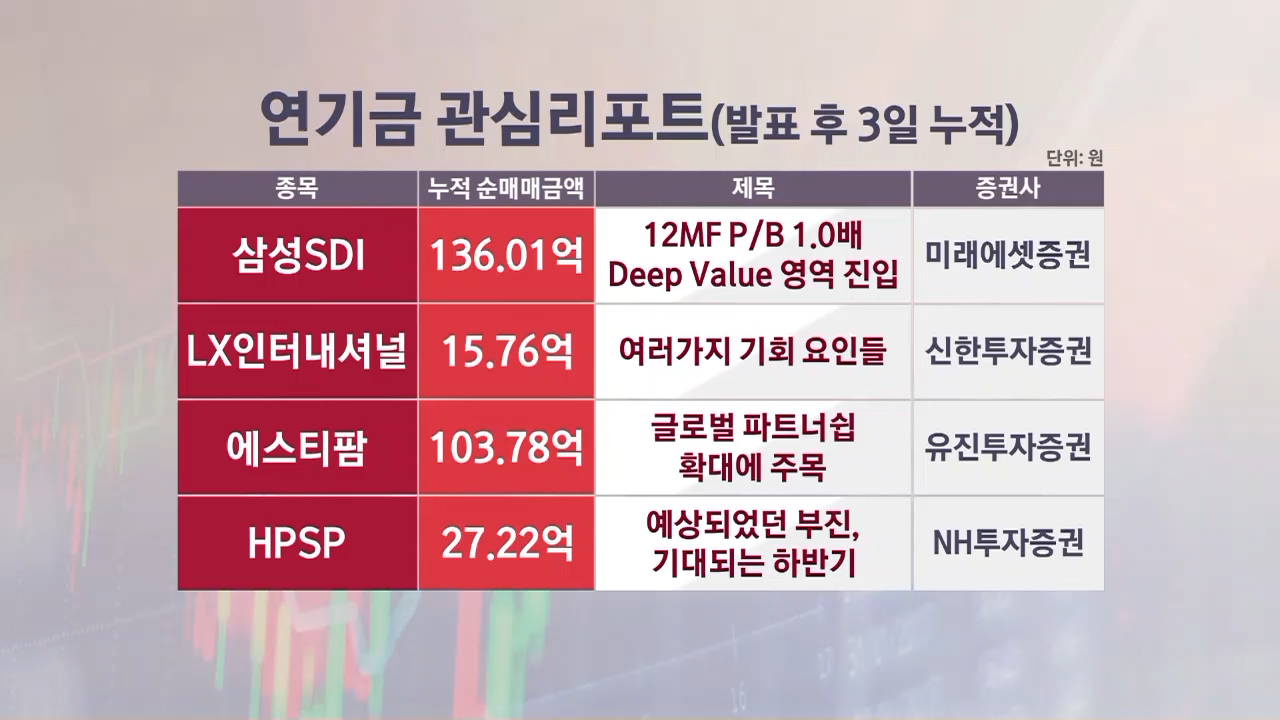 연기금 관심리포트(발표 후 3일 누적)
단위: 원
종목 누적 순매매금액 제목 증권사
삼성SDI 136.01억 12MF P/B 1.0배
Deep Value 영역 진입 미래에셋증권
LX인터내셔널 15.76억 여러가지 기회 요인들 신한투자증권
에스티팜 103.78억 글로벌 파트너쉽
확대에 주목 유진투자증권
HPSP 27.22억 예상되었던 부진,
기대되는 하반기 NH투자증권
16